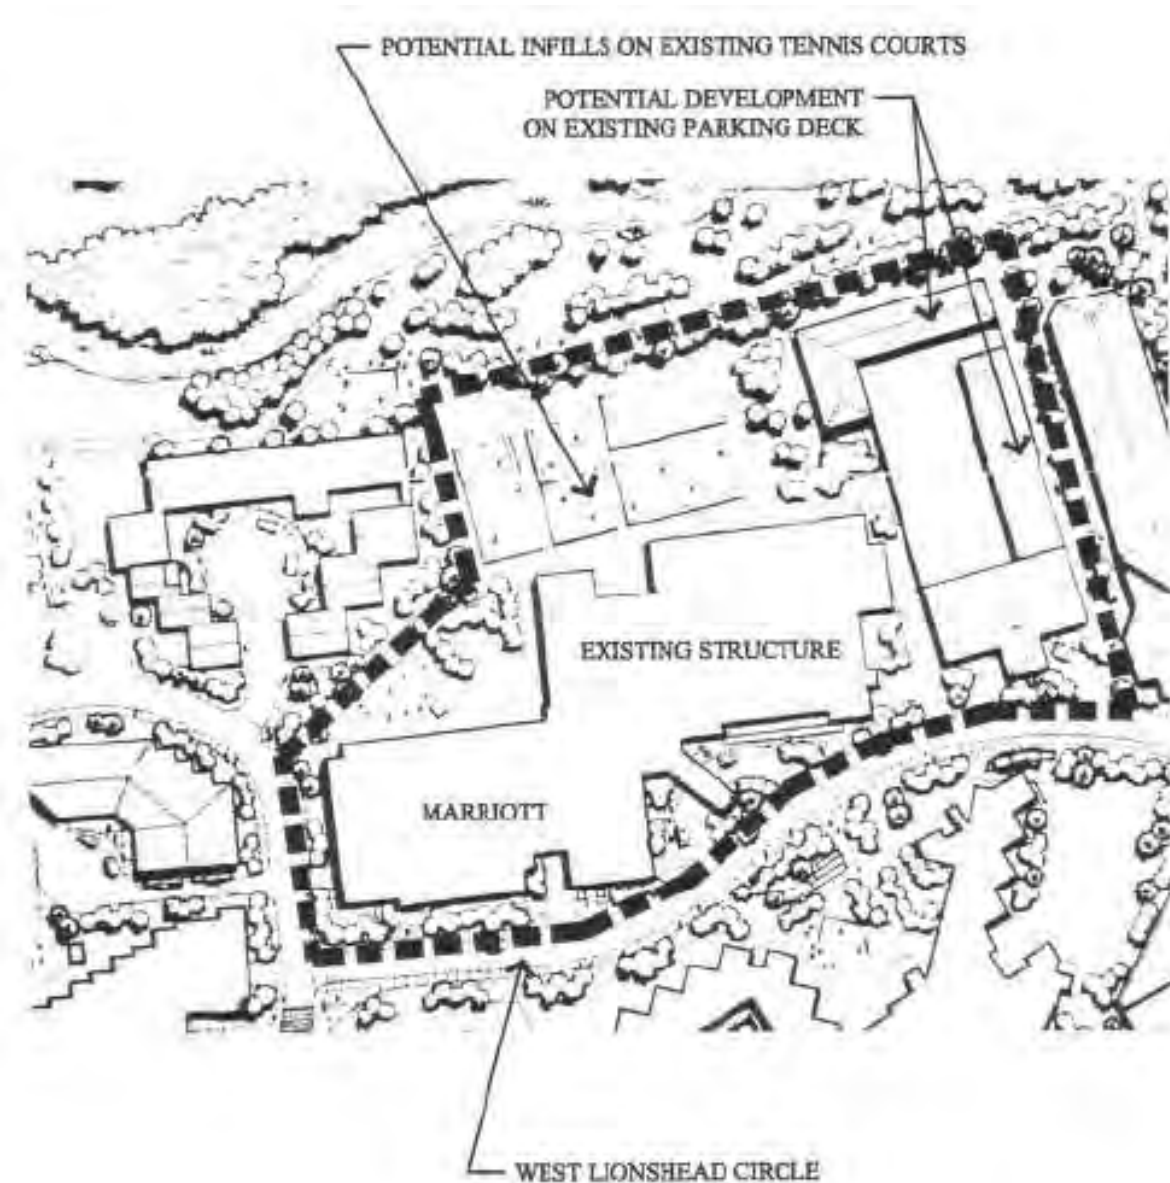 POTENTIAL INFILLS ON EXISTING TENNIS COURTS
POTENTIAL DEVELOPMENT
ON EXISTING PARKING DECK
EXISTING STRUCTURE
MARRIOTT
WEST LIONSHEAD CIRCLE